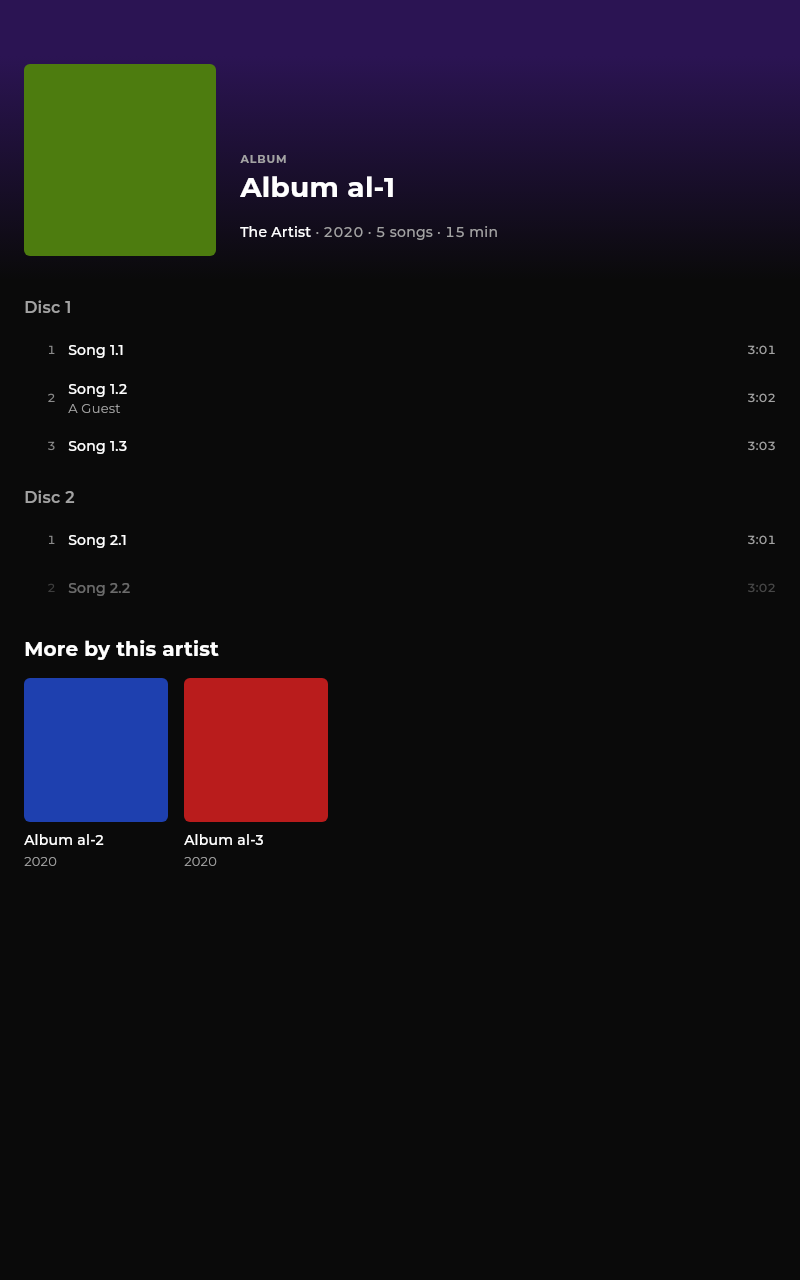 ALBUM
Album al-1
The Artist · 2020 · 5 songs · 15 min
Disc 1
1 Song 1.1 3:01
2 Song 1.2 3:02
A Guest
3 Song 1.3 3:03
Disc 2
1 Song 2.1 3:01
2 Song 2.2 3:02
More by this artist
Album al-2 Album al-3
2020 2020